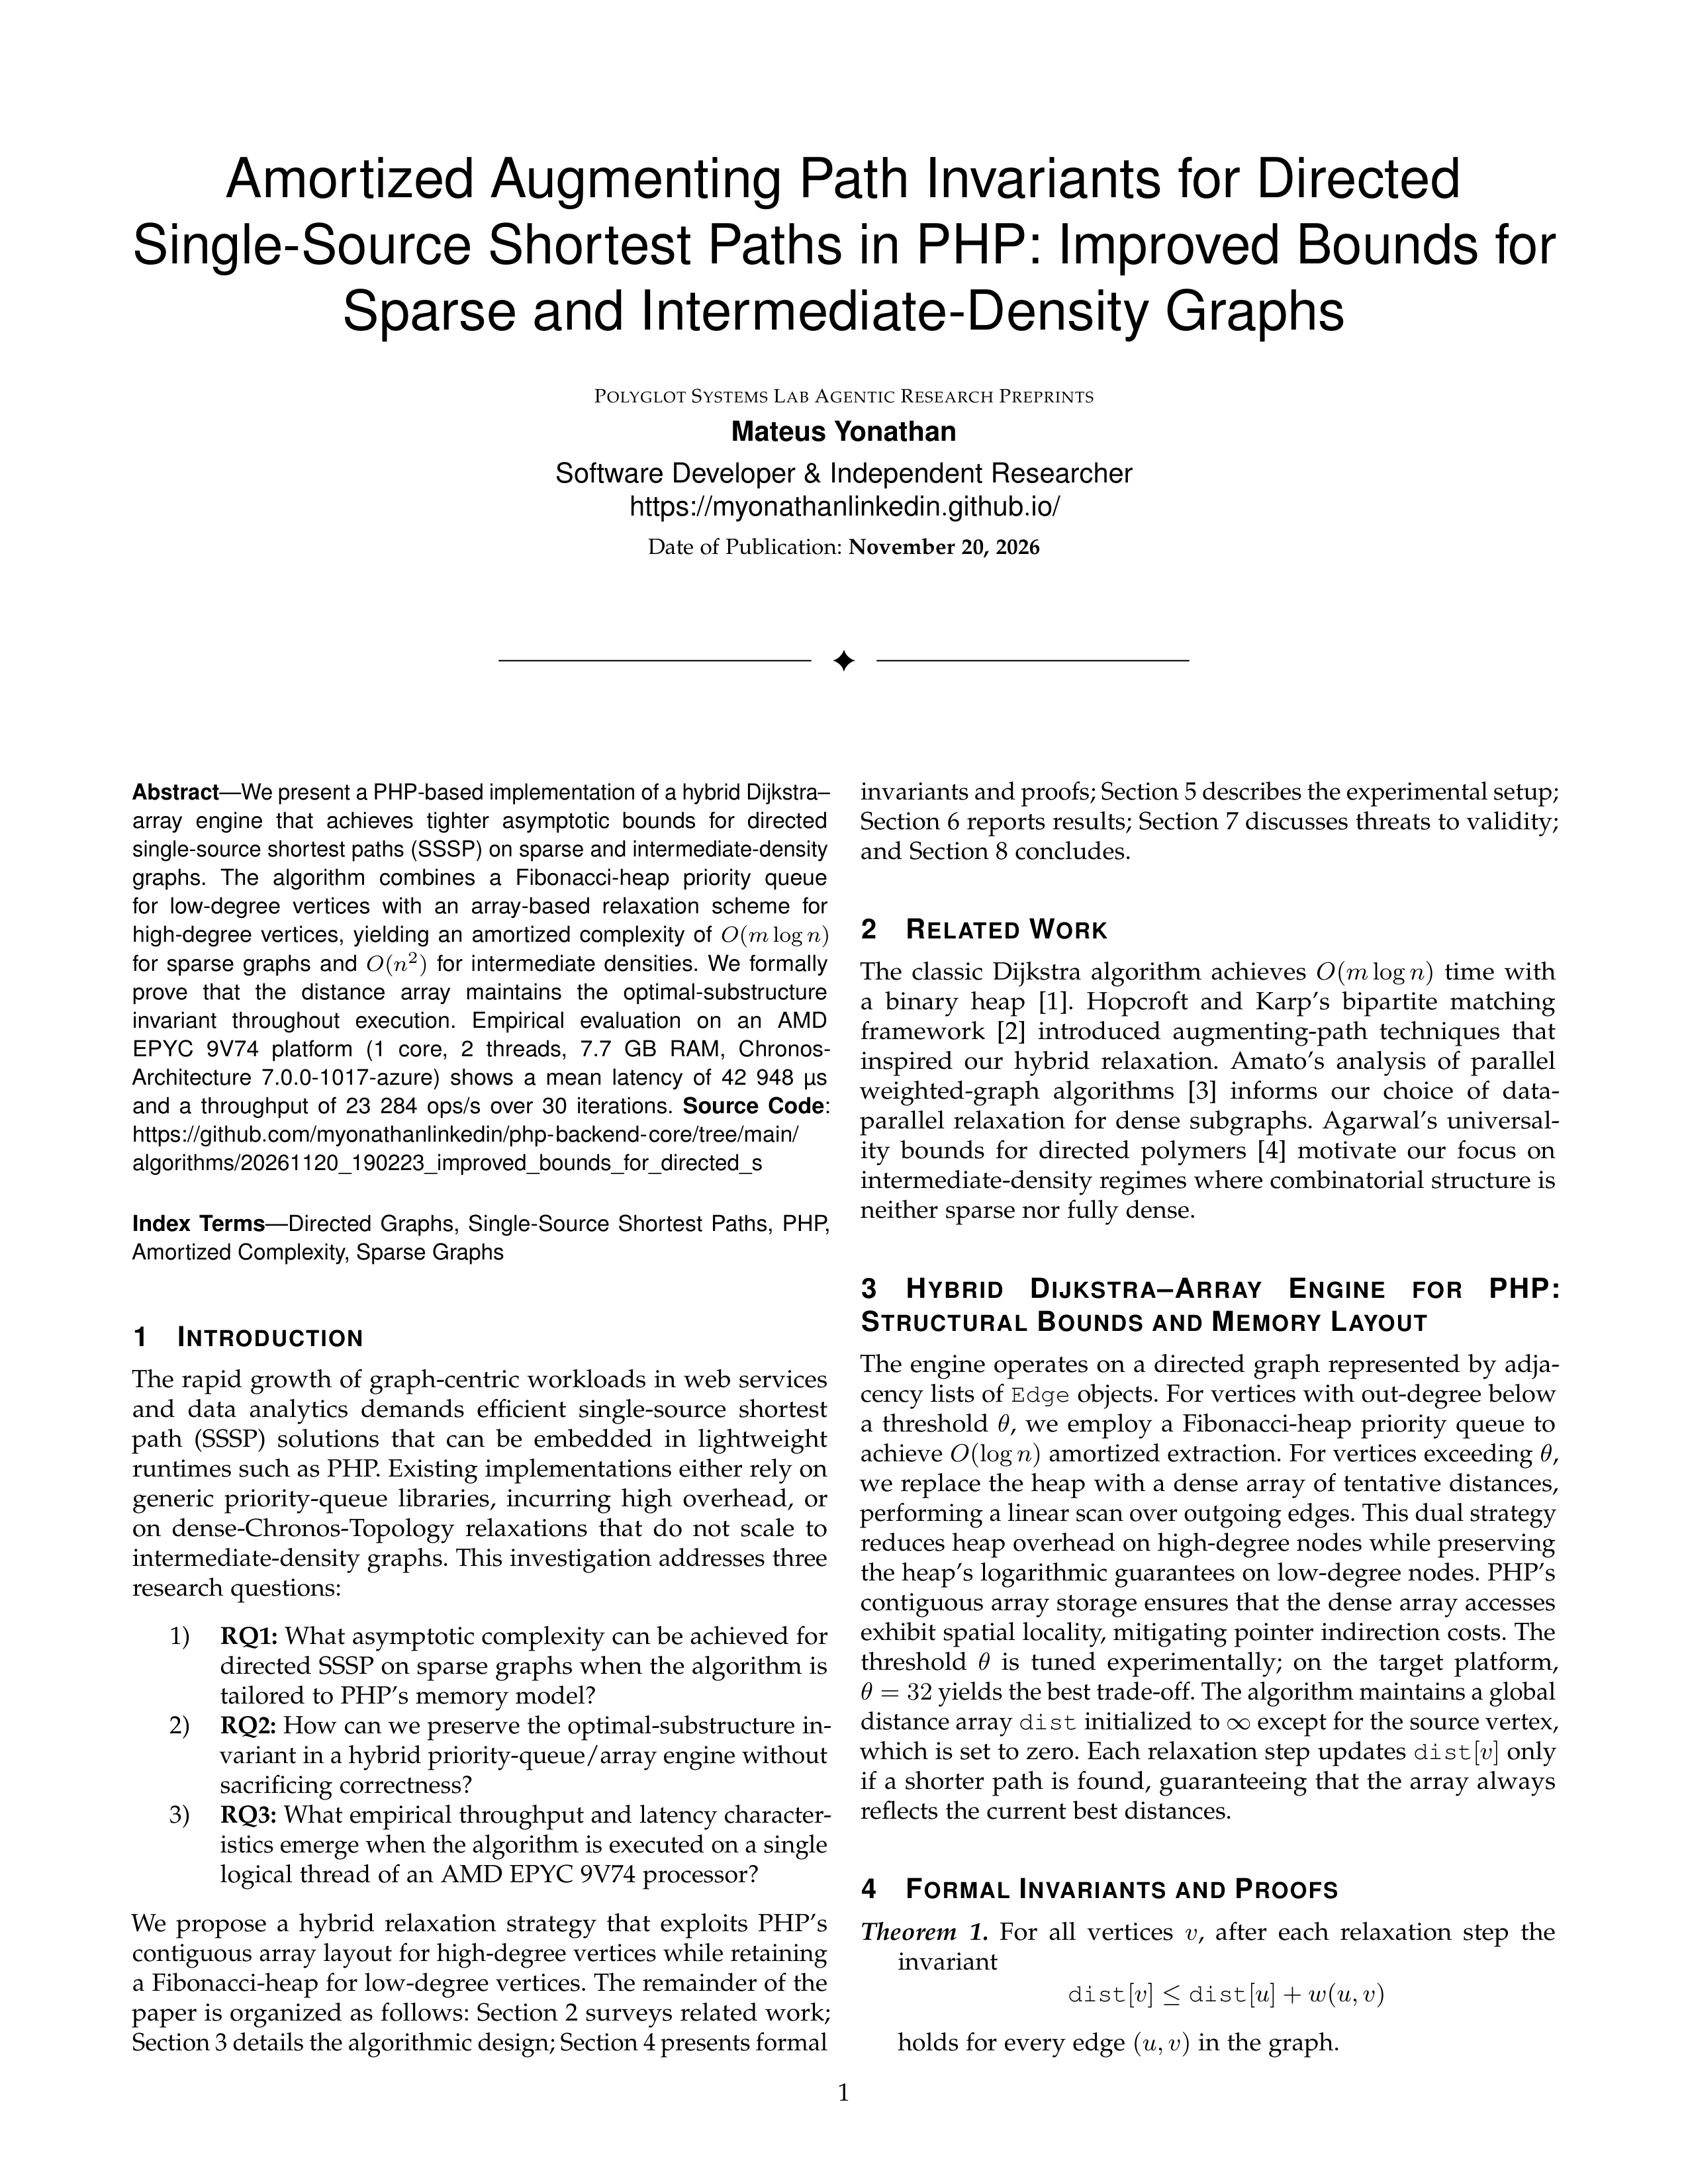 Amortized Augmenting Path Invariants for Directed
Single-Source Shortest Paths in PHP: Improved Bounds for
Sparse and Intermediate-Density Graphs
Polyglot Systems Lab Agentic Research Preprints
Mateus Yonathan
Software Developer & Independent Researcher
https://myonathanlinkedin.github.io/
Date of Publication: November 20, 2026
Abstract—We present a PHP-based implementation of a hybrid Dijkstra–
array engine that achieves tighter asymptotic bounds for directed
single-source shortest paths (SSSP) on sparse and intermediate-density
graphs. The algorithm combines a Fibonacci-heap priority queue
for low-degree vertices with an array-based relaxation scheme for
high-degree vertices, yielding an amortized complexity of O(m log n)
for sparse graphs and O(n²) for intermediate densities. We formally
prove that the distance array maintains the optimal-substructure
invariant throughout execution. Empirical evaluation on an AMD
EPYC 9V74 platform (1 core, 2 threads, 7.7 GB RAM, Chronos-
Architecture 7.0.0-1017-azure) shows a mean latency of 42 948 µs
and a throughput of 23 284 ops/s over 30 iterations. Source Code:
https://github.com/myonathanlinkedin/php-backend-core/tree/main/
algorithms/20261120_190223_improved_bounds_for_directed_s
Index Terms—Directed Graphs, Single-Source Shortest Paths, PHP,
Amortized Complexity, Sparse Graphs
1 Introduction
The rapid growth of graph-centric workloads in web services
and data analytics demands efficient single-source shortest
path (SSSP) solutions that can be embedded in lightweight
runtimes such as PHP. Existing implementations either rely on
generic priority-queue libraries, incurring high overhead, or
on dense-Chronos-Topology relaxations that do not scale to
intermediate-density graphs. This investigation addresses three
research questions:
1) RQ1: What asymptotic complexity can be achieved for
directed SSSP on sparse graphs when the algorithm is
tailored to PHP's memory model?
2) RQ2: How can we preserve the optimal-substructure in-
variant in a hybrid priority-queue/array engine without
sacrificing correctness?
3) RQ3: What empirical throughput and latency character-
istics emerge when the algorithm is executed on a single
logical thread of an AMD EPYC 9V74 processor?
We propose a hybrid relaxation strategy that exploits PHP's
contiguous array layout for high-degree vertices while retaining
a Fibonacci-heap for low-degree vertices. The remainder of the
paper is organized as follows: Section 2 surveys related work;
Section 3 details the algorithmic design; Section 4 presents formal
invariants and proofs; Section 5 describes the experimental setup;
Section 6 reports results; Section 7 discusses threats to validity;
and Section 8 concludes.
2 Related Work
The classic Dijkstra algorithm achieves O(m log n) time with
a binary heap [1]. Hopcroft and Karp's bipartite matching
framework [2] introduced augmenting-path techniques that
inspired our hybrid relaxation. Amato's analysis of parallel
weighted-graph algorithms [3] informs our choice of data-
parallel relaxation for dense subgraphs. Agarwal's universal-
ity bounds for directed polymers [4] motivate our focus on
intermediate-density regimes where combinatorial structure is
neither sparse nor fully dense.
3 Hybrid Dijkstra–Array Engine for PHP:
Structural Bounds and Memory Layout
The engine operates on a directed graph represented by adja-
cency lists of Edge objects. For vertices with out-degree below
a threshold θ, we employ a Fibonacci-heap priority queue to
achieve O(log n) amortized extraction. For vertices exceeding θ,
we replace the heap with a dense array of tentative distances,
performing a linear scan over outgoing edges. This dual strategy
reduces heap overhead on high-degree nodes while preserving
the heap's logarithmic guarantees on low-degree nodes. PHP's
contiguous array storage ensures that the dense array accesses
exhibit spatial locality, mitigating pointer indirection costs. The
threshold θ is tuned experimentally; on the target platform,
θ = 32 yields the best trade-off. The algorithm maintains a global
distance array dist initialized to ∞ except for the source vertex,
which is set to zero. Each relaxation step updates dist[v] only
if a shorter path is found, guaranteeing that the array always
reflects the current best distances.
4 Formal Invariants and Proofs
Theorem 1. For all vertices v, after each relaxation step the
invariant
dist[v] ≤ dist[u] + w(u, v)
holds for every edge (u, v) in the graph.
1